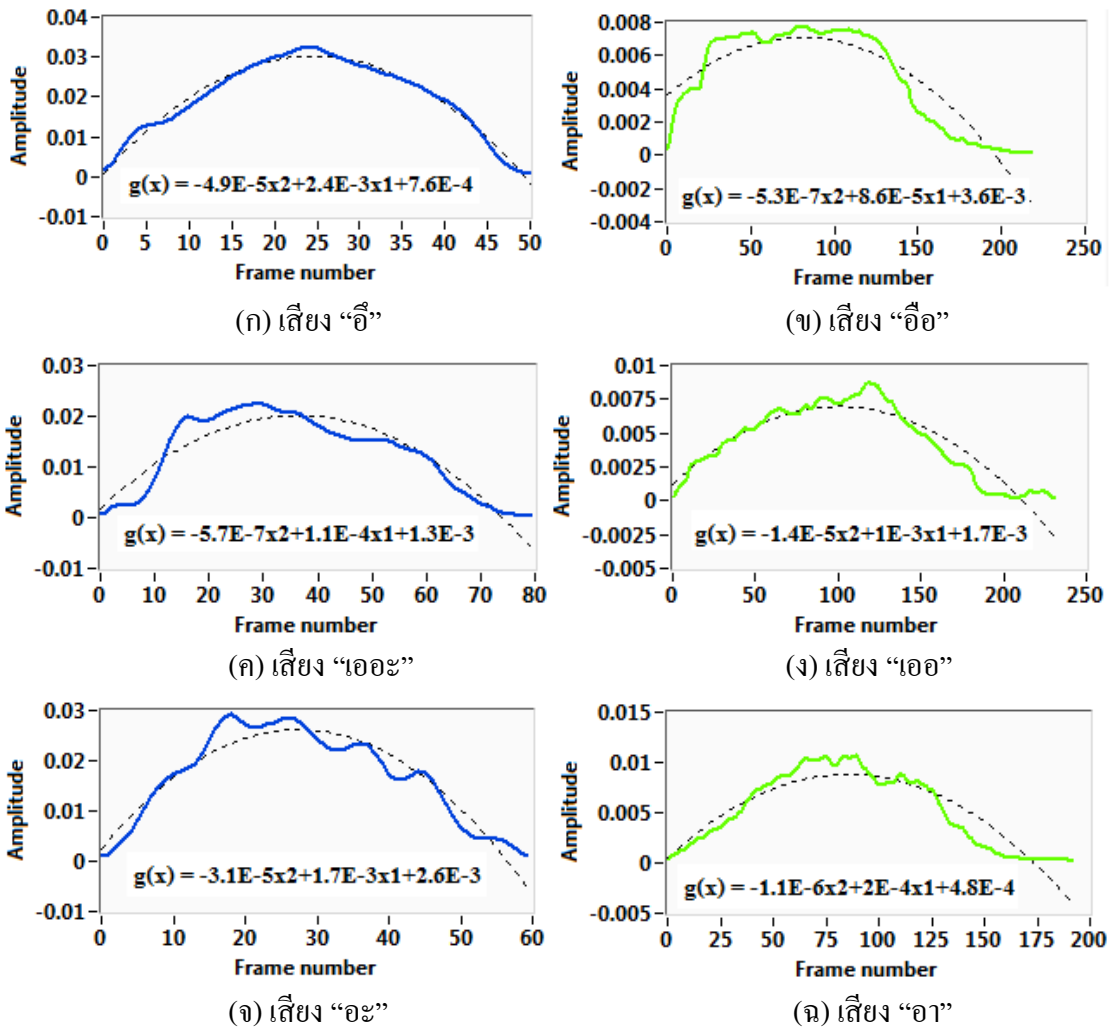 0.04
0.03
0.02
0.01
0
-0.01
Amplitude
g(x) = -4.9E-5x2+2.4E-3x1+7.6E-4
0 5 10 15 20 25 30 35 40 45 50
Frame number
(ก) เสียง “อึ”
0.008
0.006
0.004
0.002
0
-0.002
-0.004
Amplitude
g(x) = -5.3E-7x2+8.6E-5x1+3.6E-3
0 50 100 150 200 250
Frame number
(ข) เสียง “อือ”
0.03
0.02
0.01
0
-0.01
Amplitude
g(x) = -5.7E-7x2+1.1E-4x1+1.3E-3
0 10 20 30 40 50 60 70 80
Frame number
(ค) เสียง “เออะ”
0.01
0.0075
0.005
0.0025
0
-0.0025
-0.005
Amplitude
g(x) = -1.4E-5x2+1E-3x1+1.7E-3
0 50 100 150 200 250
Frame number
(ง) เสียง “เออ”
0.03
0.02
0.01
0
-0.01
Amplitude
g(x) = -3.1E-5x2+1.7E-3x1+2.6E-3
0 10 20 30 40 50 60
Frame number
(จ) เสียง “อะ”
0.015
0.01
0.005
0
-0.005
Amplitude
g(x) = -1.1E-6x2+2E-4x1+4.8E-4
0 25 50 75 100 125 150 175 200
Frame number
(ฉ) เสียง “อา”